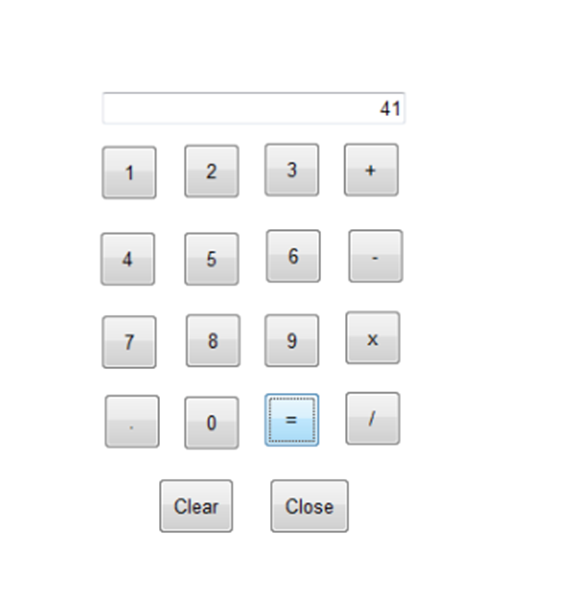 41
1 2 3 +
4 5 6 -
7 8 9 x
. 0 = /
Clear Close